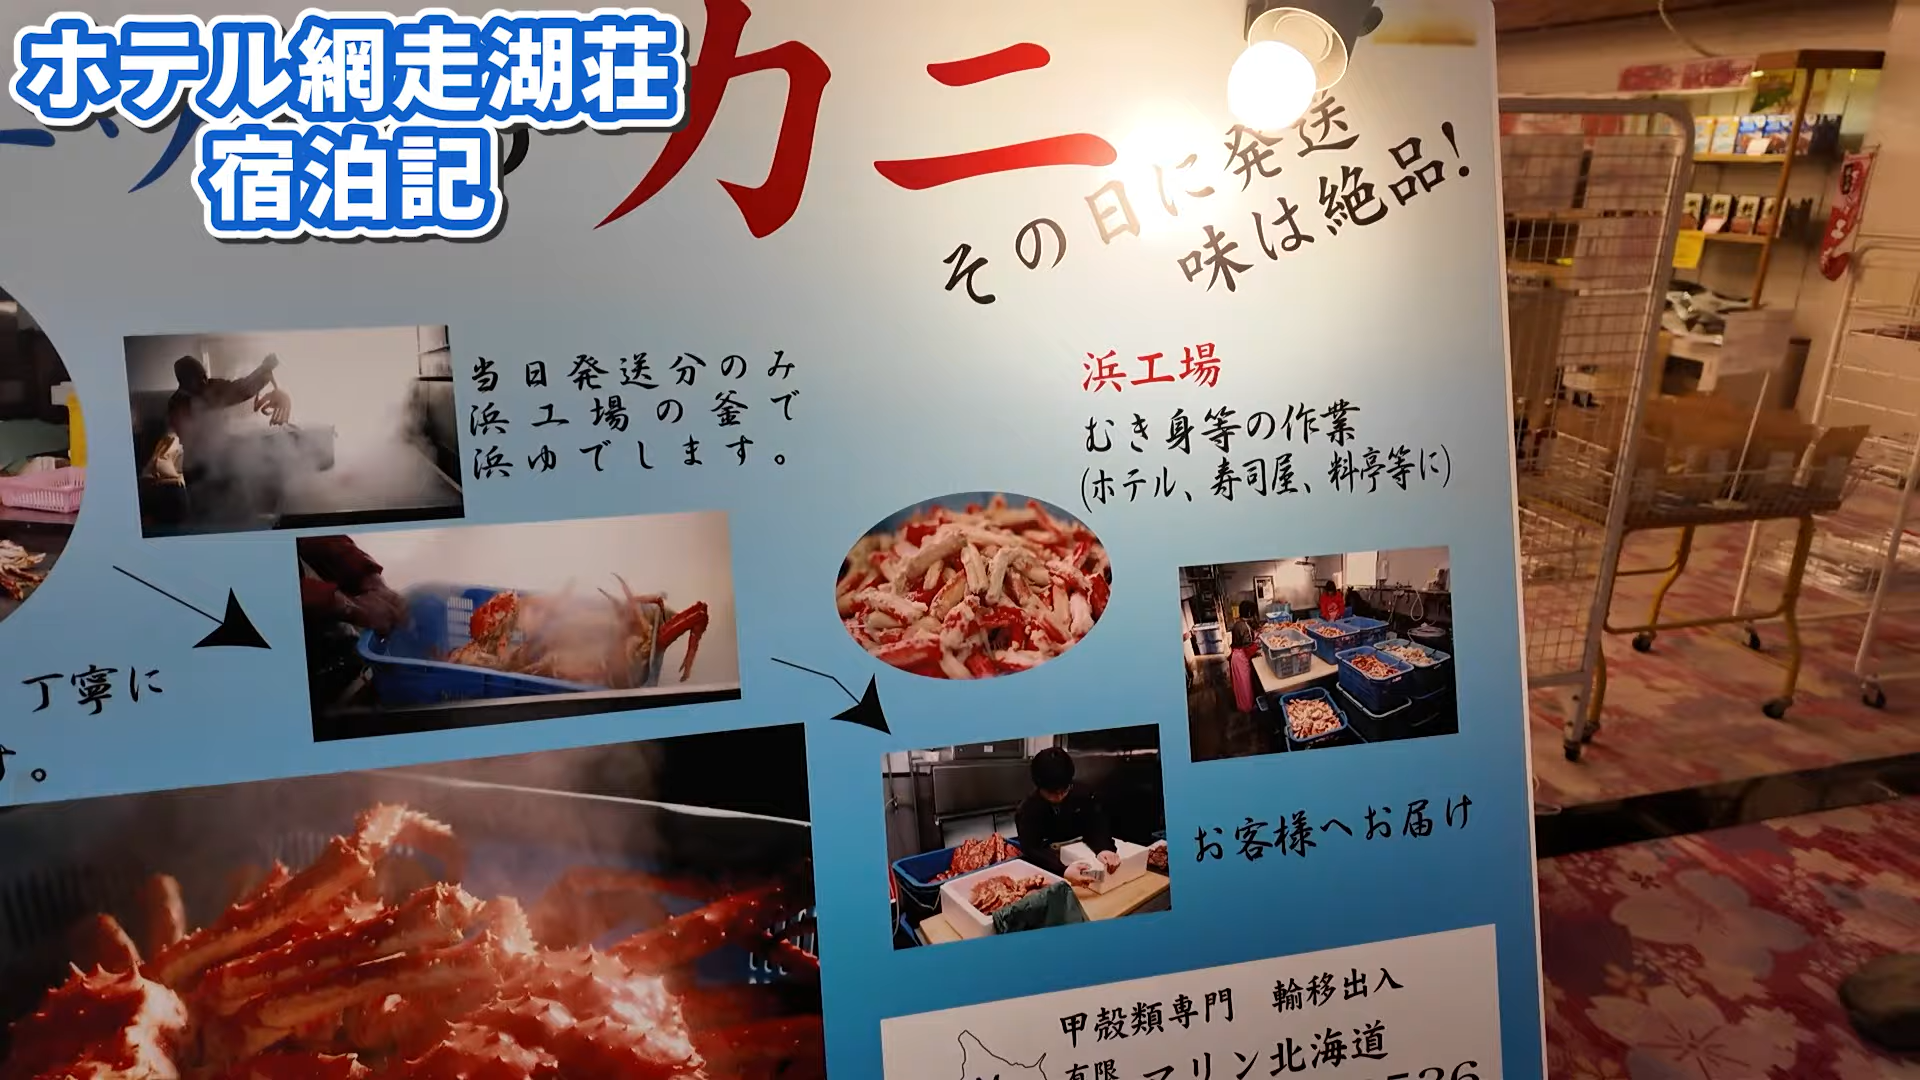 ホテル網走湖荘
宿泊記
カニ
その日に発送
味は絶品!
当日発送分のみ
浜工場の釜で
浜ゆでします。
浜工場
むき身等の作業
(ホテル、寿司屋、料亭等に)
丁寧に
す。
お客様へお届け
甲殻類専門 輸移出入
有限 マリン北海道